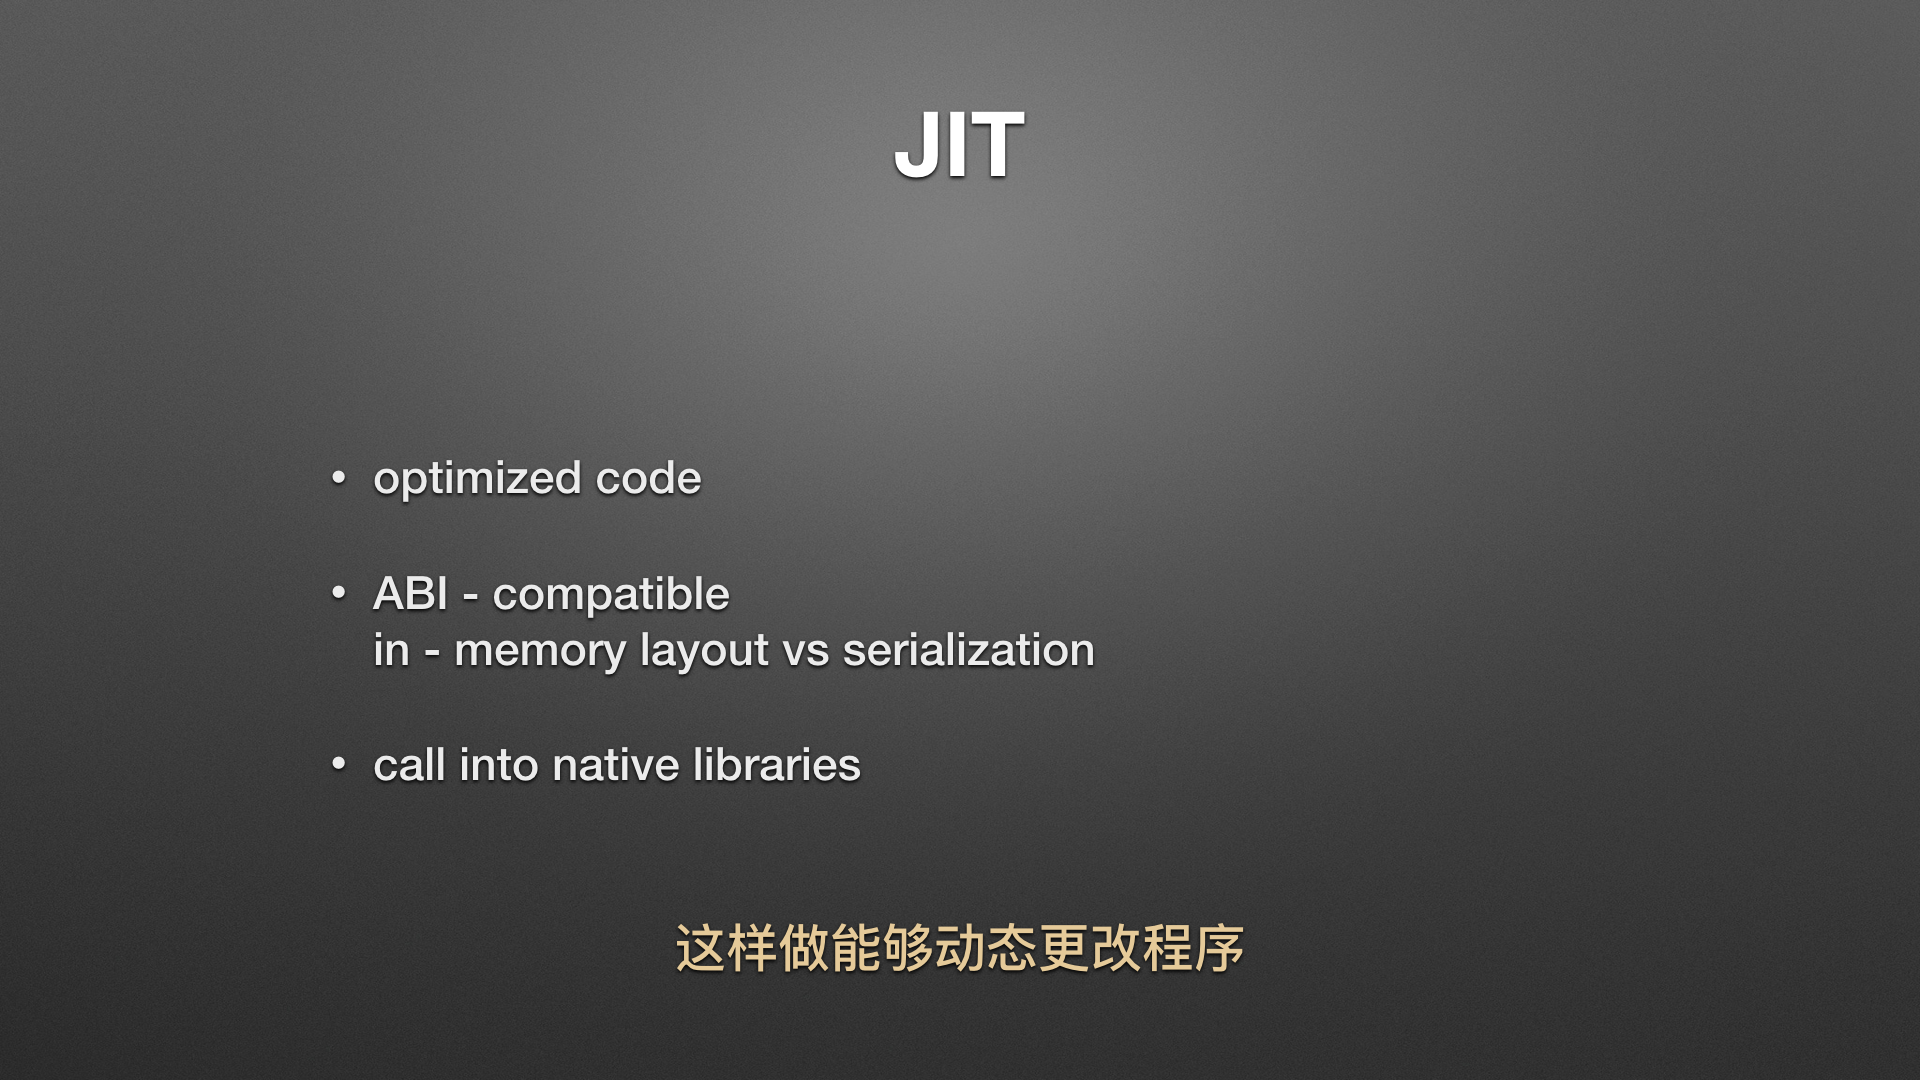 JIT
• optimized code
• ABI - compatible
in - memory layout vs serialization
• call into native libraries
这样做能够动态更改程序